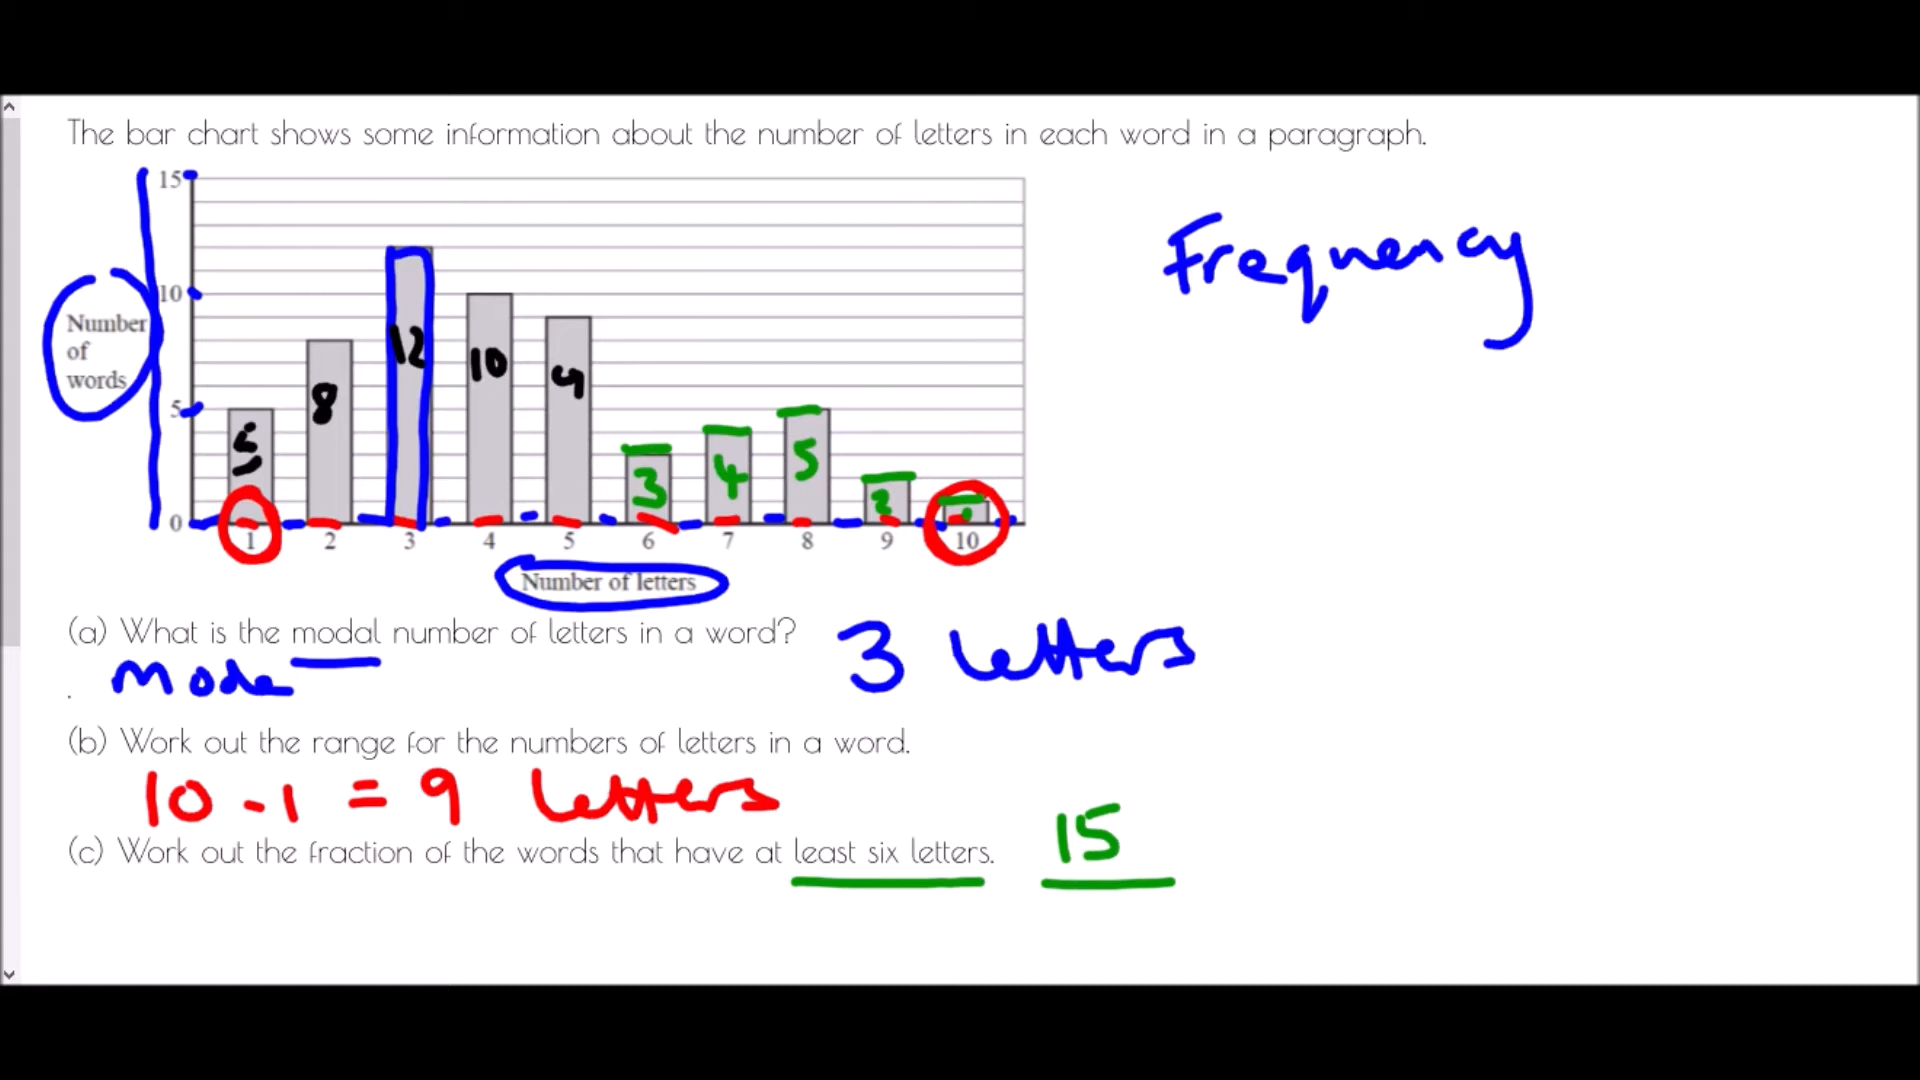 The bar chart shows some information about the number of letters in each word in a paragraph.
15
10
5
0
Number
of
words
5
8
12
10
9
3
4
5
2
1 2 3 4 5 6 7 8 9 10
Number of letters
Frequency
(a) What is the modal number of letters in a word?
3 letters
Mode
.
(b) Work out the range for the numbers of letters in a word.
10 - 1 = 9 letters
(c) Work out the fraction of the words that have at least six letters.
15